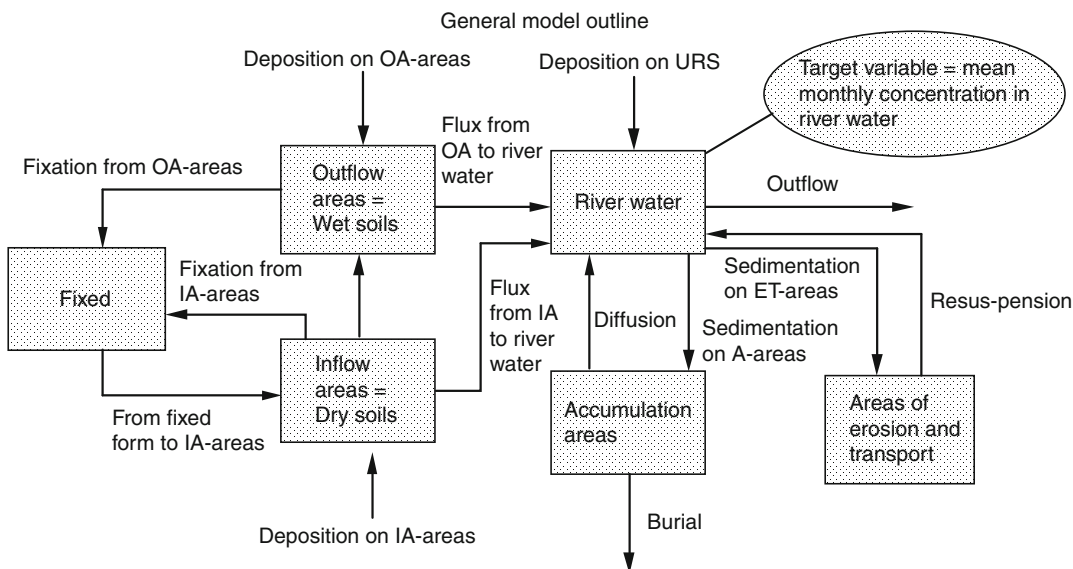 General model outline
Deposition on OA-areas
Deposition on URS
Target variable = mean
monthly concentration in
river water
Fixation from OA-areas
Outflow
areas =
Wet soils
Flux from
OA to river
water
River water
Outflow
Fixed
Fixation from
IA-areas
Flux
from IA
to river
water
Diffusion
Sedimentation
on ET-areas
Sedimentation
on A-areas
Resus-pension
From fixed
form to IA-areas
Inflow
areas =
Dry soils
Accumulation
areas
Areas of
erosion and
transport
Deposition on IA-areas
Burial